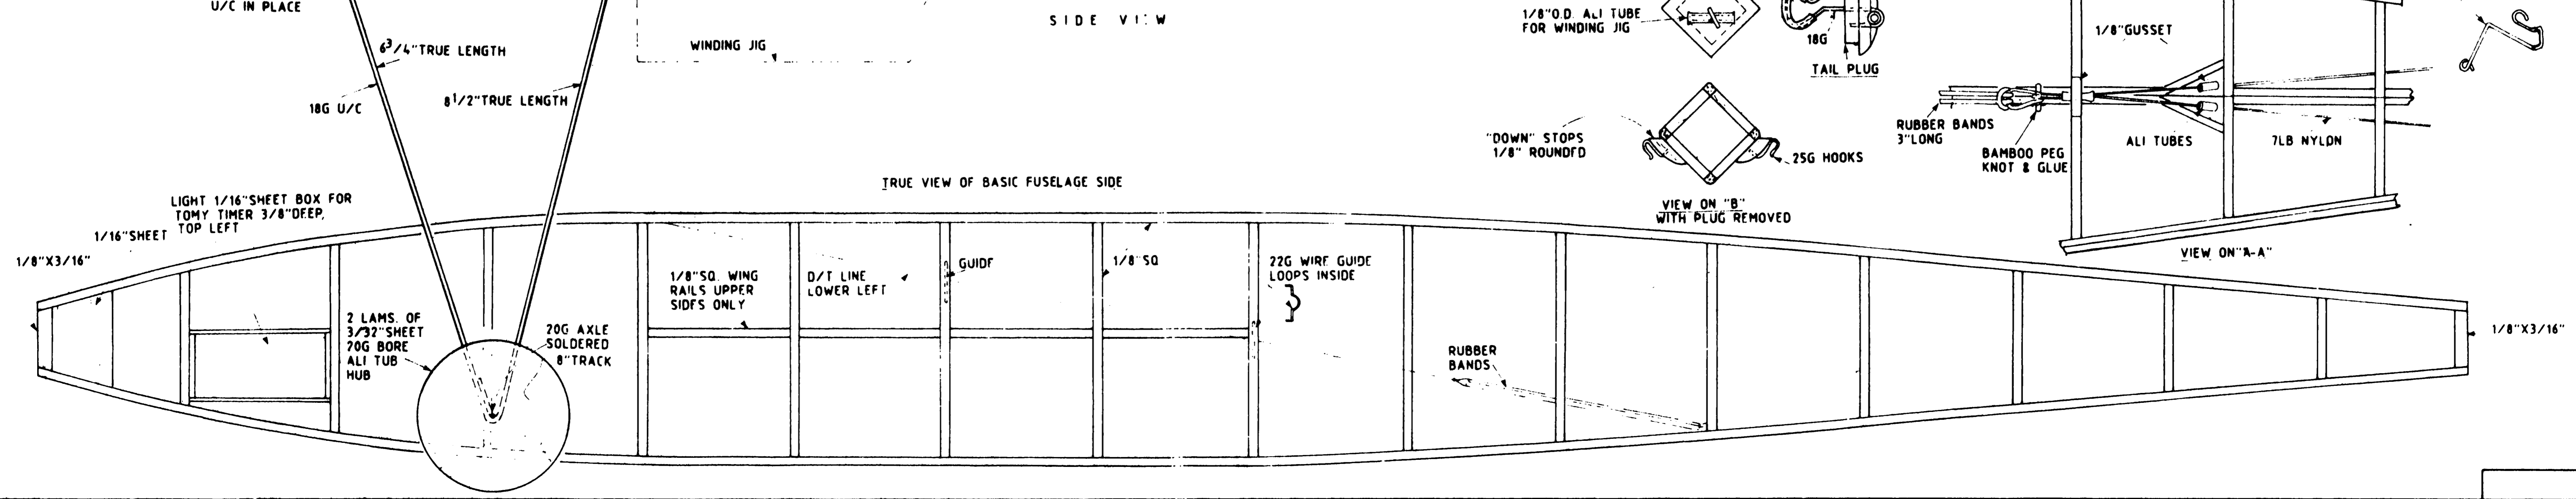 U/C IN PLACE
6 3/4" TRUE LENGTH
18G U/C
8 1/2" TRUE LENGTH
WINDING JIG
SIDE VIEW
1/8" O.D. ALI TUBE
FOR WINDING JIG
18G
TAIL PLUG
1/8" GUSSET
RUBBER BANDS
3" LONG
BAMBOO PEG
KNOT & GLUE
ALI TUBES
7LB NYLON
"DOWN" STOPS
1/8" ROUNDED
25G HOOKS
VIEW ON "B"
WITH PLUG REMOVED
VIEW ON "A-A"
TRUE VIEW OF BASIC FUSELAGE SIDE
LIGHT 1/16" SHEET BOX FOR
TOMY TIMER 3/8" DEEP,
TOP LEFT
1/16" SHEET
1/8"X3/16"
2 LAMS. OF
3/32" SHEET
20G BORE
ALI TUB
HUB
20G AXLE
SOLDERED
8" TRACK
1/8" SQ. WING
RAILS UPPER
SIDES ONLY
D/T LINE
LOWER LEFT
GUIDE
1/8" SQ
22G WIRE GUIDE
LOOPS INSIDE
RUBBER
BANDS
1/8"X3/16"